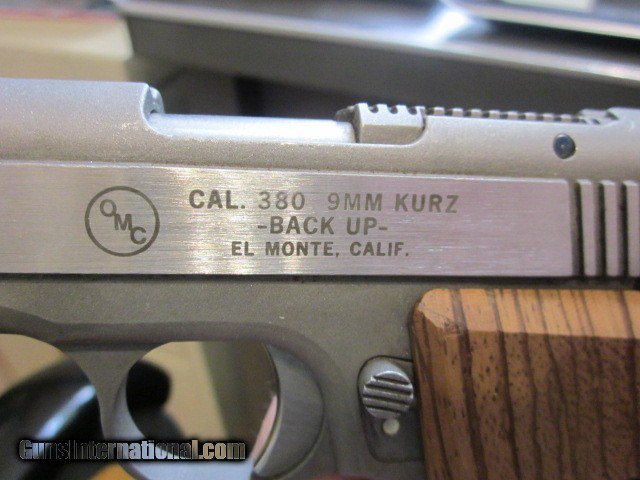 OMC
CAL. 380 9MM KURZ
-BACK UP-
EL MONTE, CALIF.
GunsInternational.com